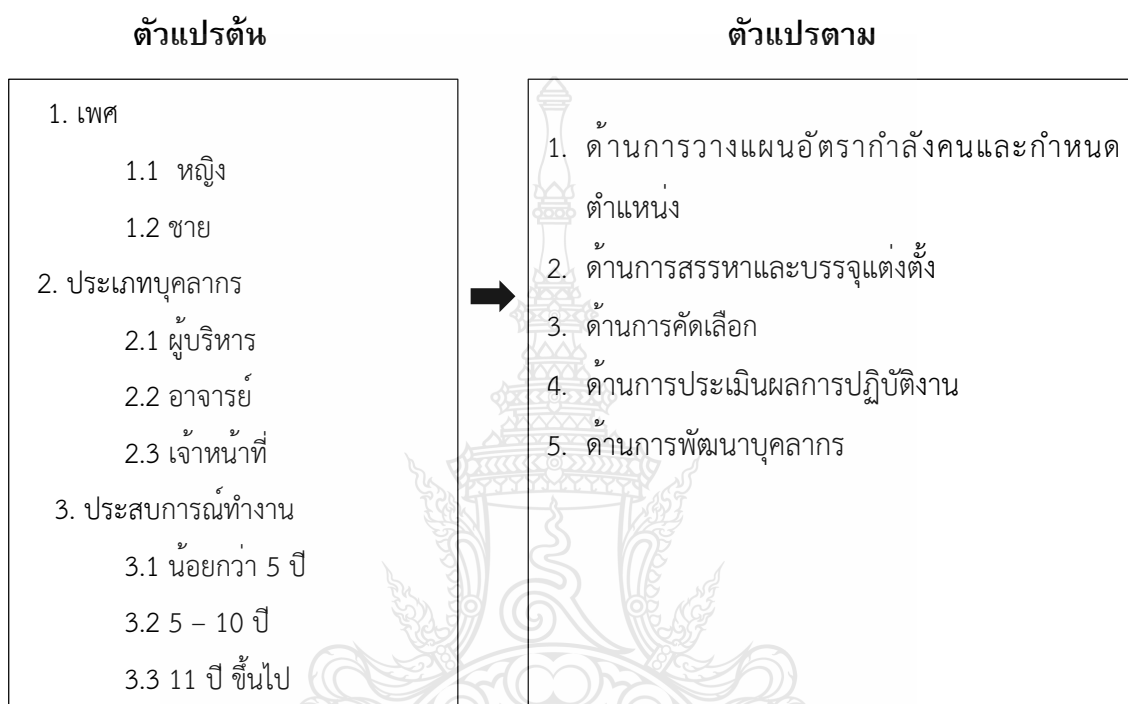 ตัวแปรต้น
1. เพศ
1.1 หญิง
1.2 ชาย
2. ประเภทบุคลากร
2.1 ผู้บริหาร
2.2 อาจารย์
2.3 เจ้าหน้าที่
3. ประสบการณ์ทำงาน
3.1 น้อยกว่า 5 ปี
3.2 5 – 10 ปี
3.3 11 ปี ขึ้นไป
ตัวแปรตาม
1. ด้านการวางแผนอัตรากำลังคนและกำหนด
ตำแหน่ง
2. ด้านการสรรหาและบรรจุแต่งตั้ง
3. ด้านการคัดเลือก
4. ด้านการประเมินผลการปฏิบัติงาน
5. ด้านการพัฒนาบุคลากร